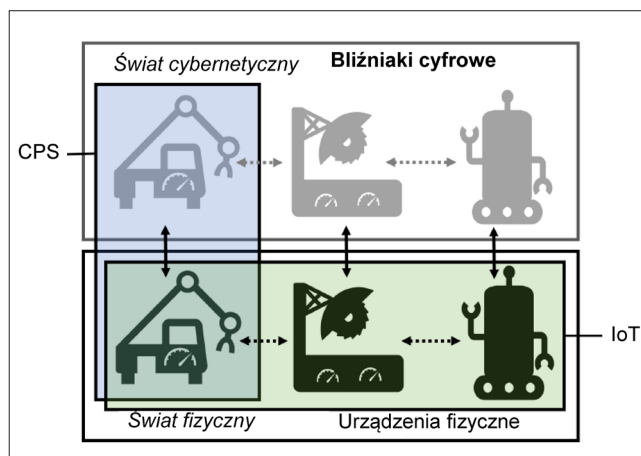 Świat cybernetyczny
Bliźniaki cyfrowe
CPS
IoT
Świat fizyczny
Urządzenia fizyczne